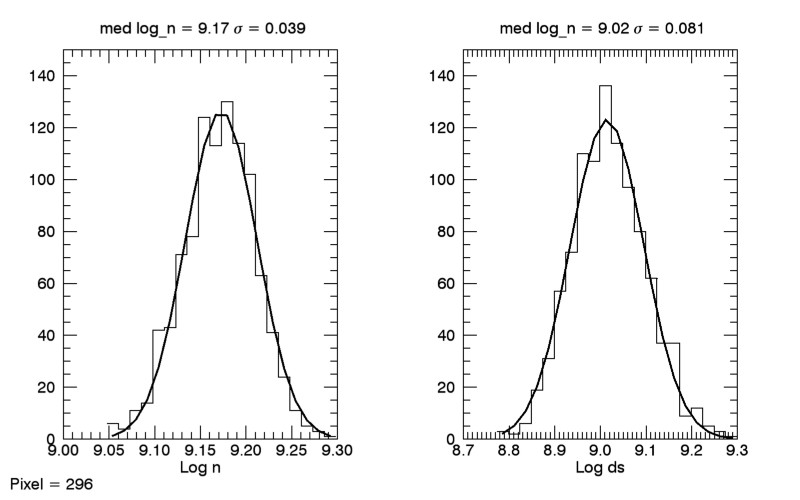 med log_n = 9.17 σ = 0.039
140
120
100
80
60
40
20
0
9.00 9.05 9.10 9.15 9.20 9.25 9.30
Log n
med log_n = 9.02 σ = 0.081
140
120
100
80
60
40
20
0
8.7 8.8 8.9 9.0 9.1 9.2 9.3
Log ds
Pixel = 296